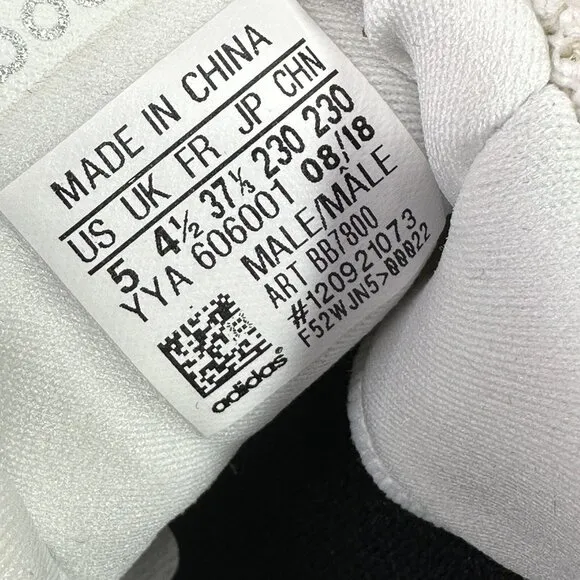 MADE IN CHINA
US UK FR JP CHN
5 4½ 37⅓ 230 230
YYA 606001 08/18
MALE/MÂLE
ART BB7800
#120921073
F52WJN5>00022
adidas